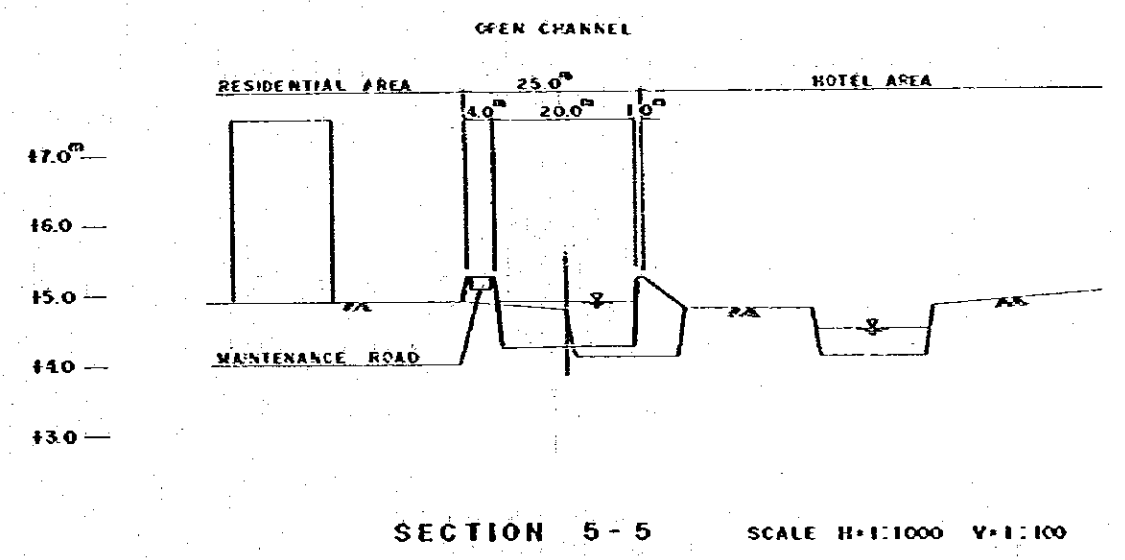 OPEN CHANNEL
RESIDENTIAL AREA
25.0m
HOTEL AREA
4.0m
20.0m
1.0m
+7.0m
+6.0
+5.0
MAINTENANCE ROAD
+4.0
+3.0
SECTION 5-5
SCALE H=1:1000 V=1:100